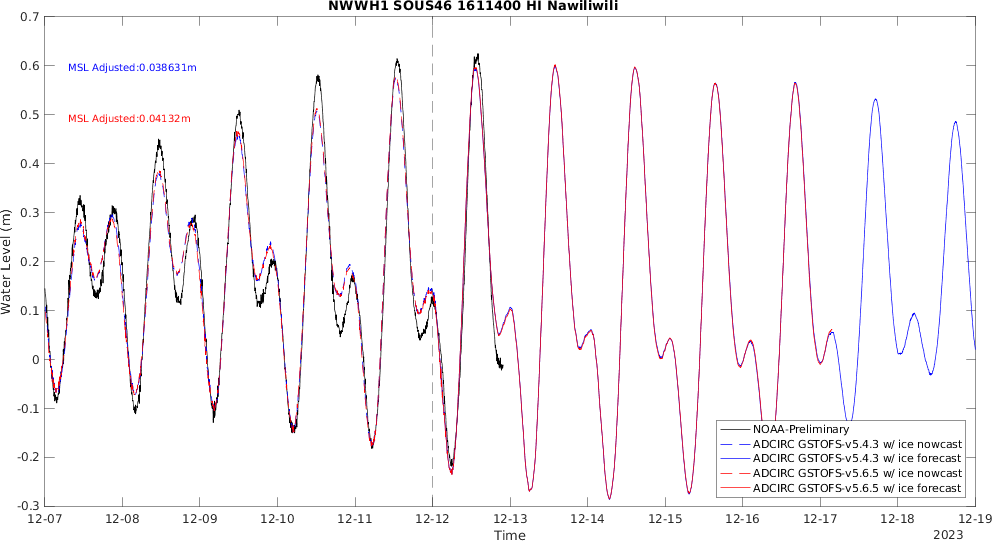 NWWH1 SOUS46 1611400 HI Nawiliwili
MSL Adjusted:0.038631m
MSL Adjusted:0.04132m
Water Level (m)
0.7
0.6
0.5
0.4
0.3
0.2
0.1
0
-0.1
-0.2
-0.3
NOAA-Preliminary
ADCIRC GSTOFS-v5.4.3 w/ ice nowcast
ADCIRC GSTOFS-v5.4.3 w/ ice forecast
ADCIRC GSTOFS-v5.6.5 w/ ice nowcast
ADCIRC GSTOFS-v5.6.5 w/ ice forecast
12-07 12-08 12-09 12-10 12-11 12-12 12-13 12-14 12-15 12-16 12-17 12-18 12-19
Time
2023